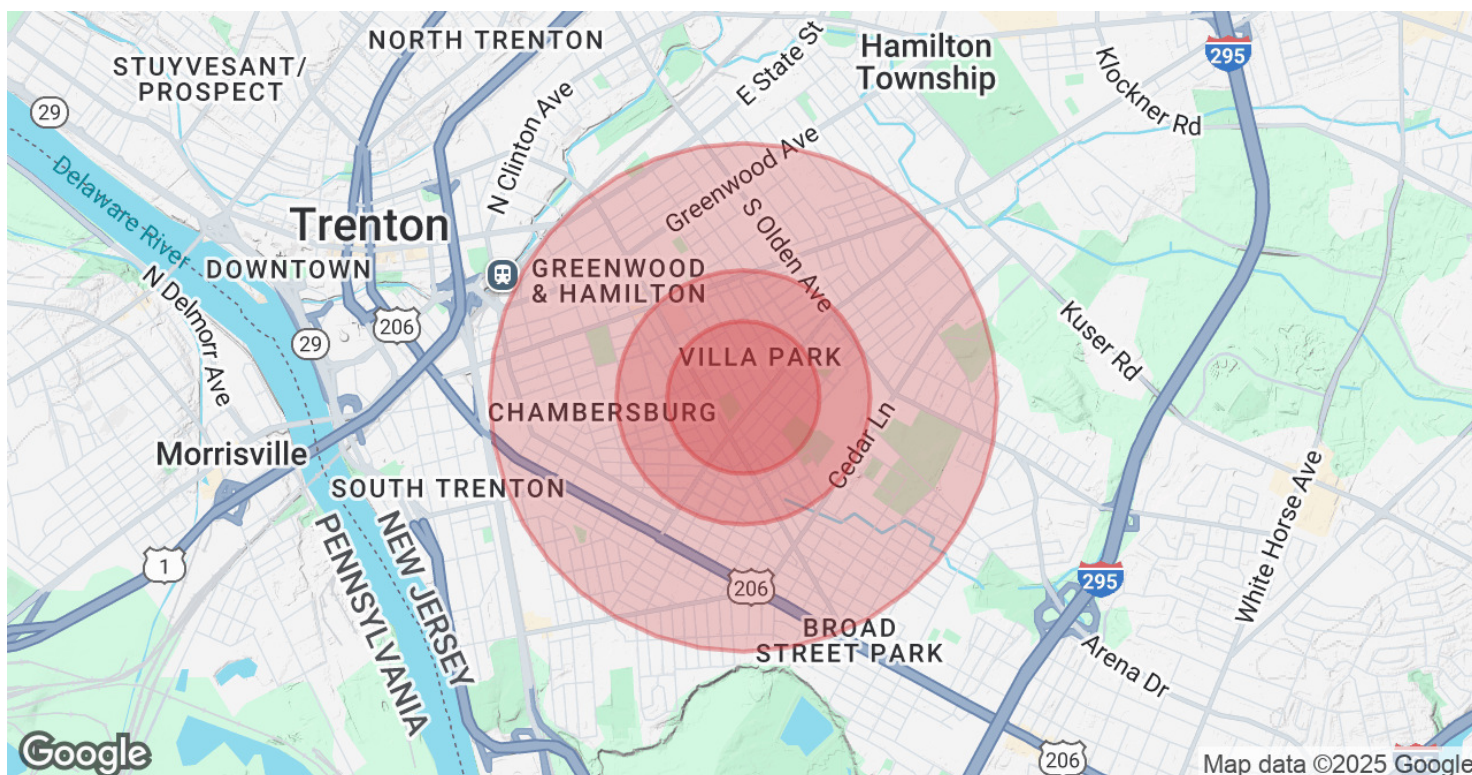 NORTH TRENTON
STUYVESANT/
PROSPECT
E State St
Hamilton
Township
295
Klockner Rd
29
N Clinton Ave
Greenwood Ave
Delaware River
Trenton
S Olden Ave
DOWNTOWN
GREENWOOD
& HAMILTON
N Delmorr Ave
206
29
Kuser Rd
VILLA PARK
CHAMBERSBURG
Cedar Ln
Morrisville
SOUTH TRENTON
White Horse Ave
NEW JERSEY
PENNSYLVANIA
1
206
295
BROAD
STREET PARK
Arena Dr
Google
206
Map data ©2025 Google